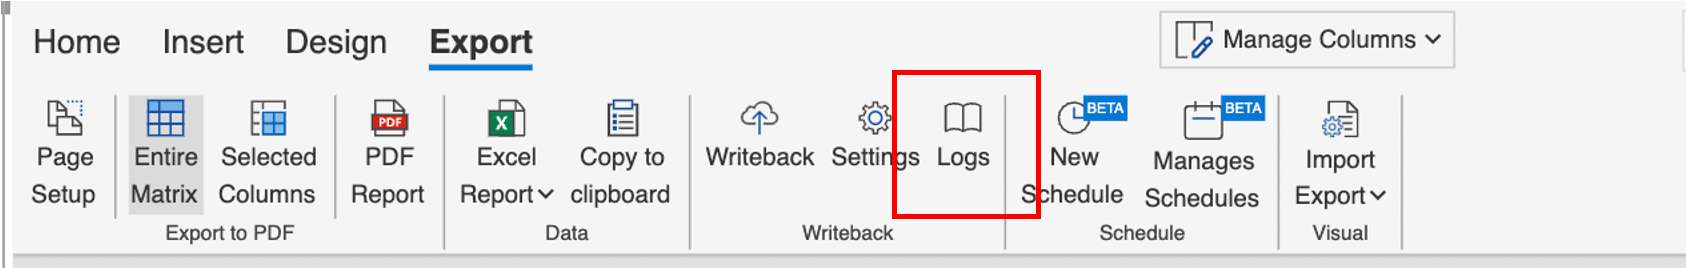 Home Insert Design Export
Manage Columns
BETA BETA
PDF
X
Page Entire Selected PDF Excel Copy to Writeback Settings Logs New Manages Import
Setup Matrix Columns Report Report clipboard Schedule Schedules Export
Export to PDF Data Writeback Schedule Visual